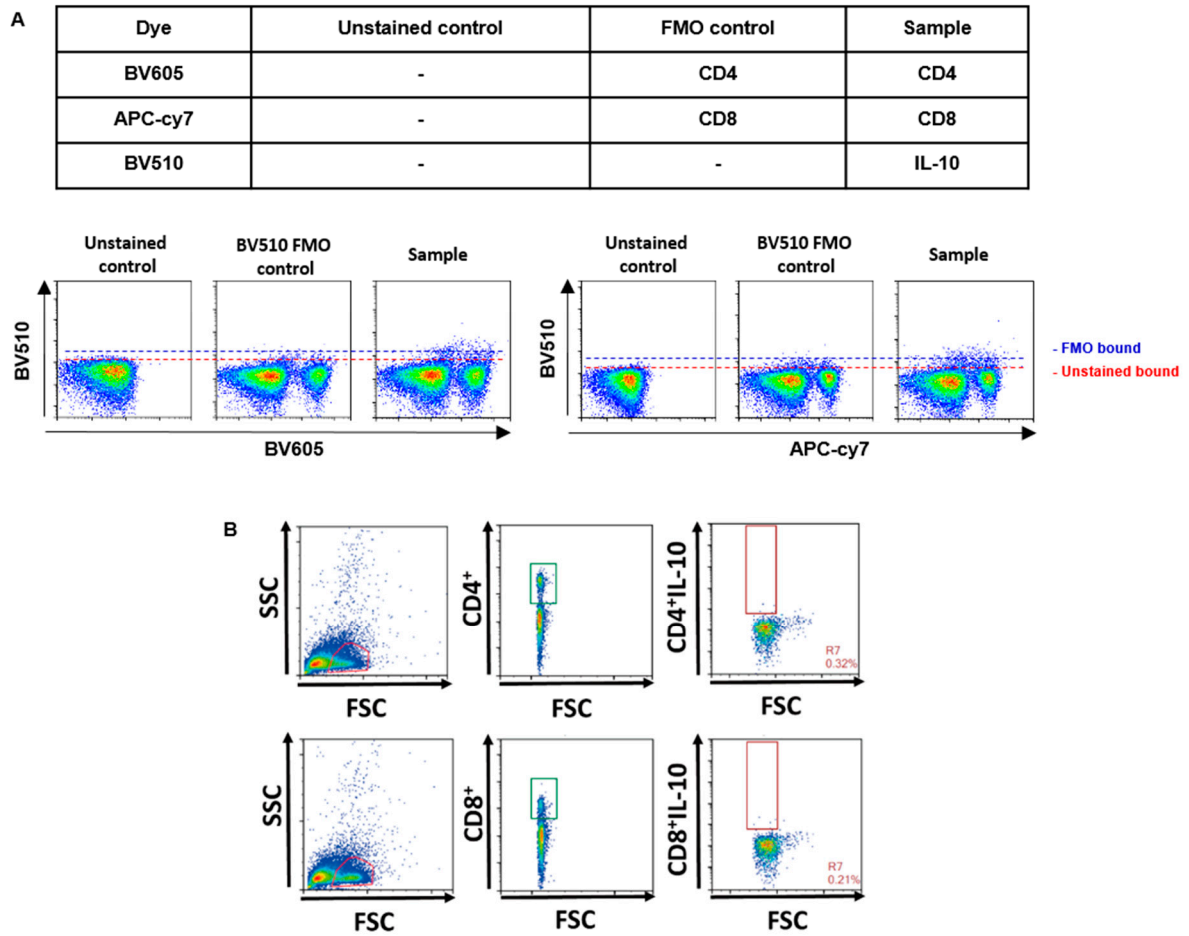 A
Dye Unstained control FMO control Sample
BV605 - CD4 CD4
APC-cy7 - CD8 CD8
BV510 - - IL-10
Unstained control
BV510 FMO control
Sample
BV510
BV605
Unstained control
BV510 FMO control
Sample
BV510
APC-cy7
- FMO bound
- Unstained bound
B
SSC
FSC
CD4+
FSC
CD4+IL-10
R7
0.32%
FSC
SSC
FSC
CD8+
FSC
CD8+IL-10
R7
0.21%
FSC